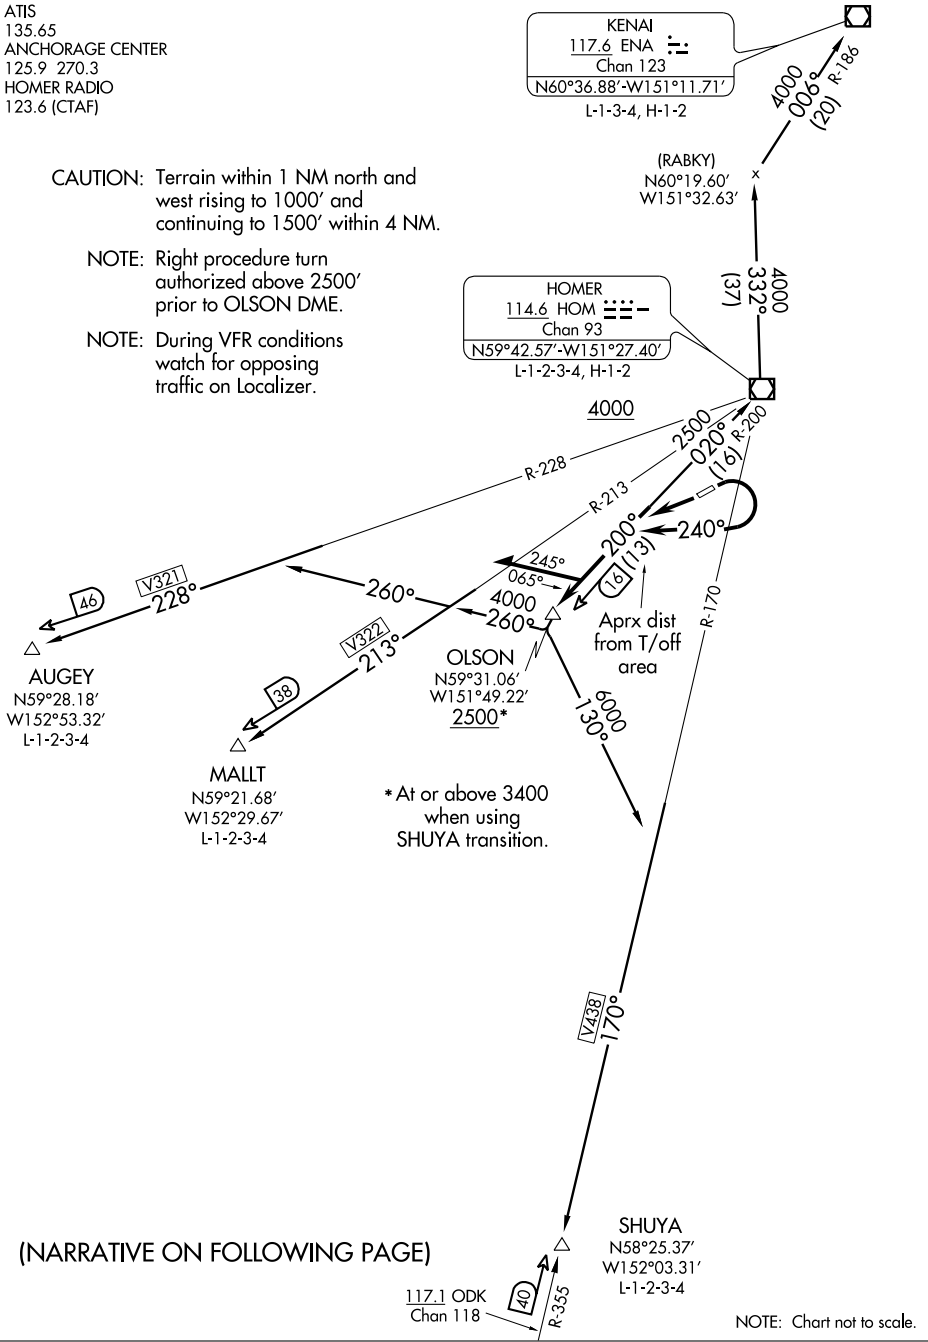 ATIS
135.65
ANCHORAGE CENTER
125.9 270.3
HOMER RADIO
123.6 (CTAF)
KENAI
117.6 ENA
Chan 123
N60°36.88′-W151°11.71′
L-1-3-4, H-1-2
R-186
4000
006°
(20)
(RABKY)
N60°19.60′
W151°32.63′
x
CAUTION: Terrain within 1 NM north and
west rising to 1000′ and
continuing to 1500′ within 4 NM.
NOTE: Right procedure turn
authorized above 2500′
prior to OLSON DME.
NOTE: During VFR conditions
watch for opposing
traffic on Localizer.
4000
332°
(37)
HOMER
114.6 HOM
Chan 93
N59°42.57′-W151°27.40′
L-1-2-3-4, H-1-2
4000
2500
020°
(16)
R-200
R-228
R-213
240°
200°
(13)
16
245°
065°
V321
228°
46
260°
4000
260°
V322
213°
38
R-170
Aprx dist
from T/off
area
AUGEY
N59°28.18′
W152°53.32′
L-1-2-3-4
OLSON
N59°31.06′
W151°49.22′
2500*
6000
130°
MALLT
N59°21.68′
W152°29.67′
L-1-2-3-4
*At or above 3400
when using
SHUYA transition.
V438
170°
SHUYA
N58°25.37′
W152°03.31′
L-1-2-3-4
(NARRATIVE ON FOLLOWING PAGE)
117.1 ODK
Chan 118
40
R-355
NOTE: Chart not to scale.